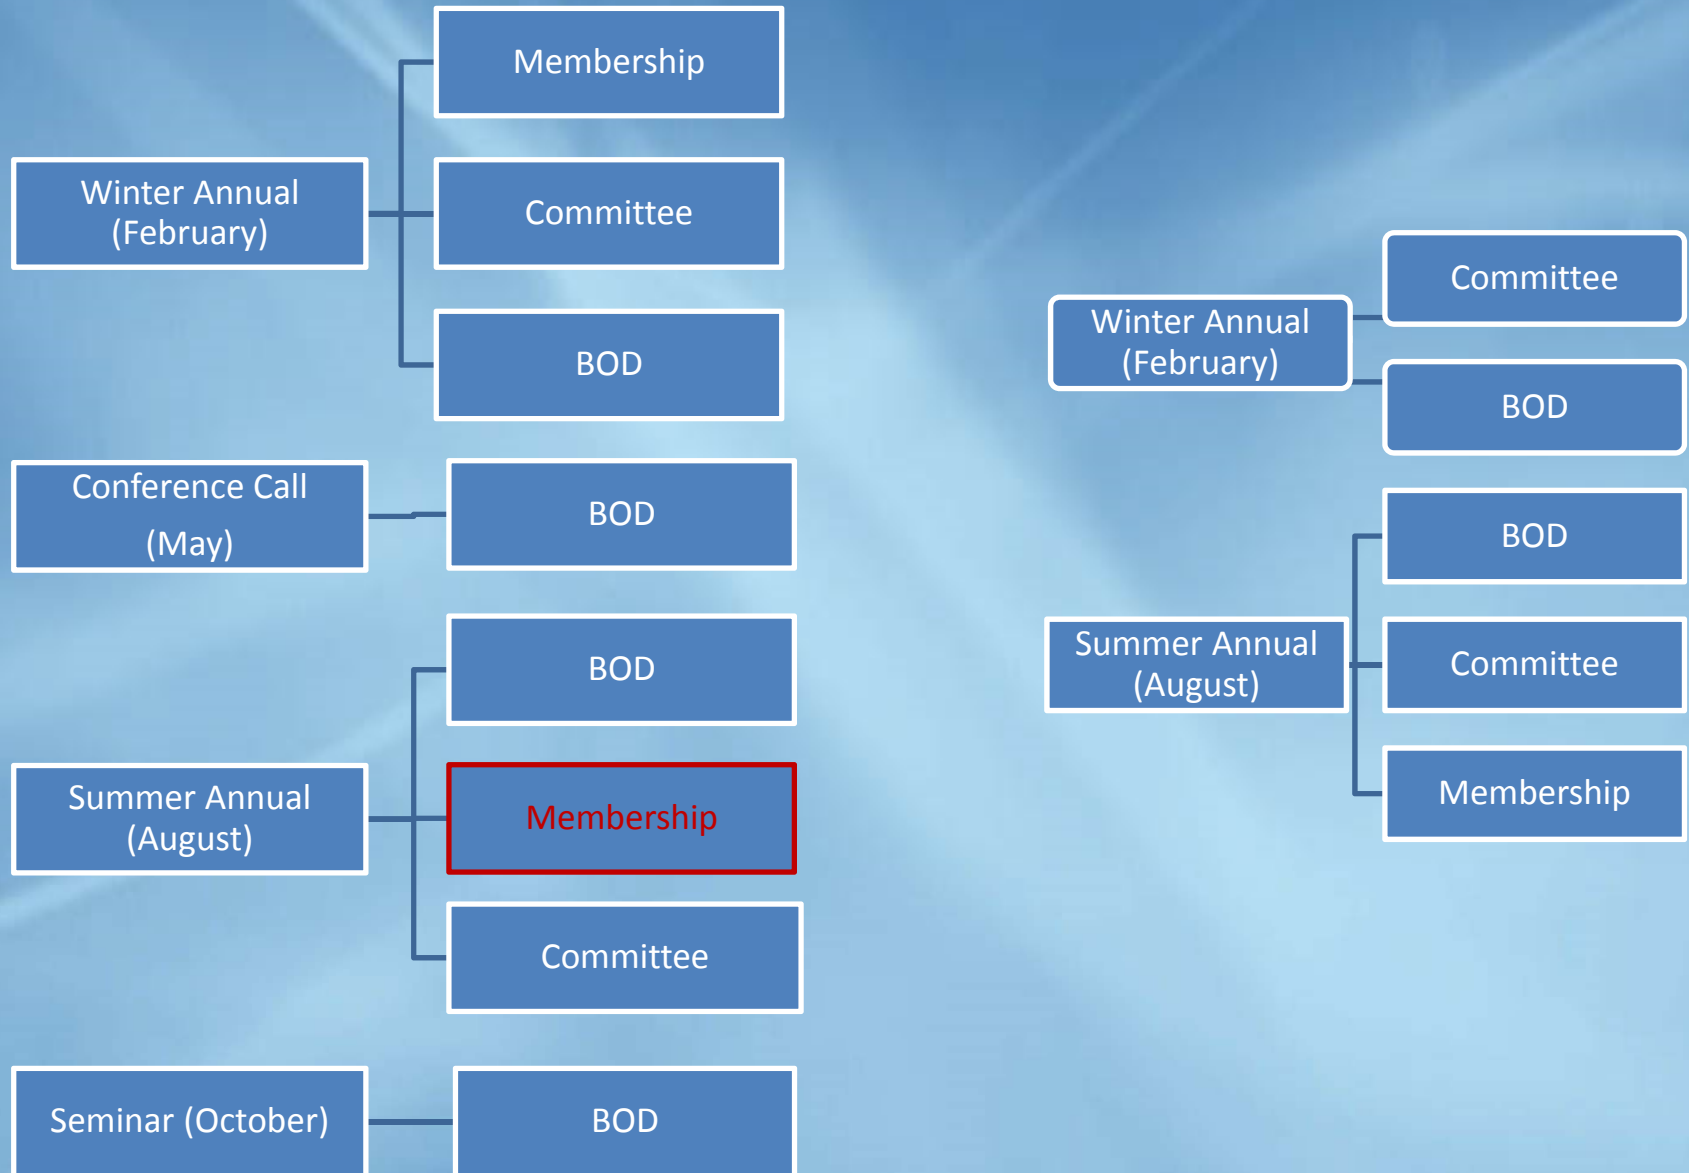 Membership
Winter Annual
(February)
Committee
BOD
Conference Call
(May)
BOD
BOD
Summer Annual
(August)
Membership
Committee
Seminar (October)
BOD
Winter Annual
(February)
Committee
BOD
BOD
Summer Annual
(August)
Committee
Membership